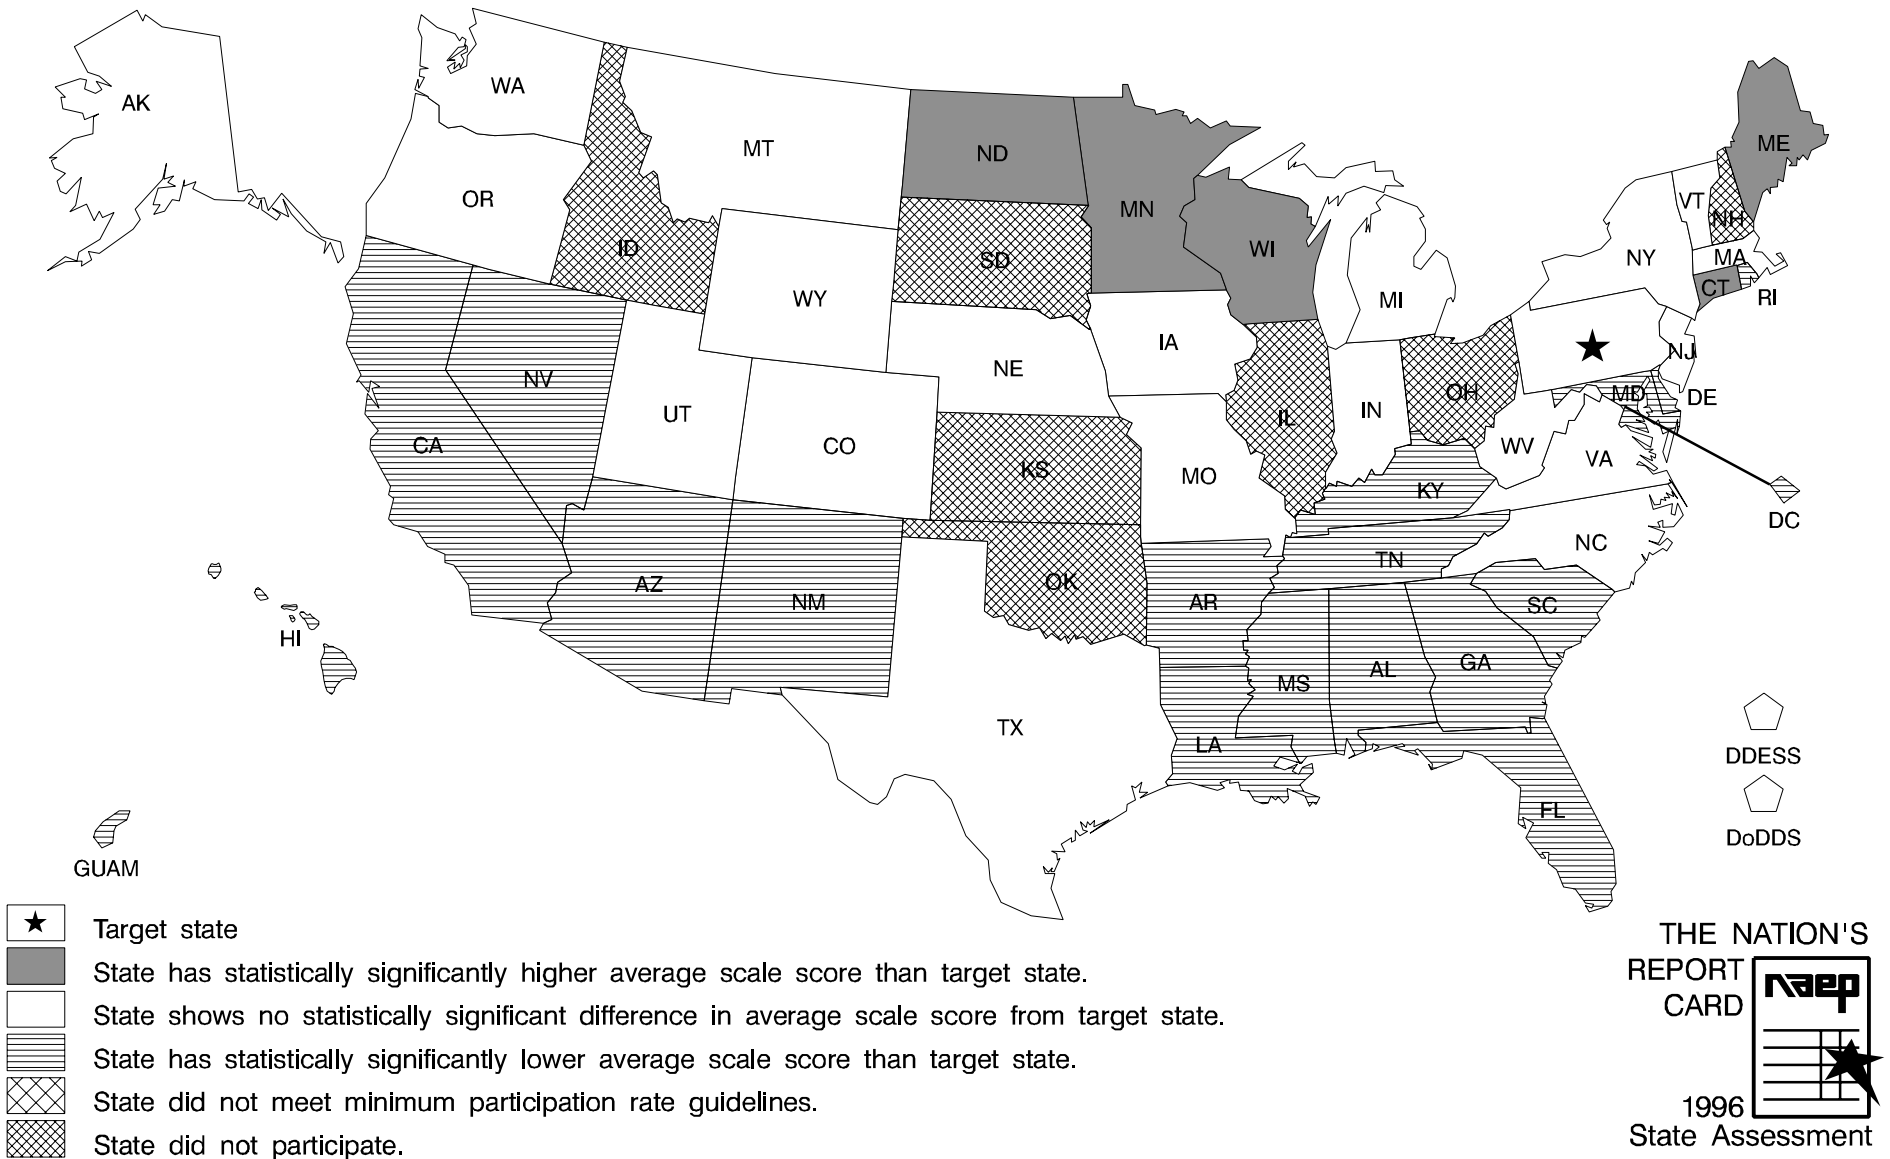 AK
WA
MT
ND
MN
ME
OR
ID
SD
WI
VT
NH
WY
MI
NY
MA
CT
RI
NV
UT
NE
IA
NJ
CA
CO
KS
MO
IL
IN
OH
MD
DE
WV
VA
KY
DC
AZ
NM
OK
AR
TN
NC
HI
SC
TX
LA
MS
AL
GA
FL
DDESS
DoDDS
GUAM
Target state
State has statistically significantly higher average scale score than target state.
State shows no statistically significant difference in average scale score from target state.
State has statistically significantly lower average scale score than target state.
State did not meet minimum participation rate guidelines.
State did not participate.
THE NATION'S
REPORT
CARD
naep
1996
State Assessment